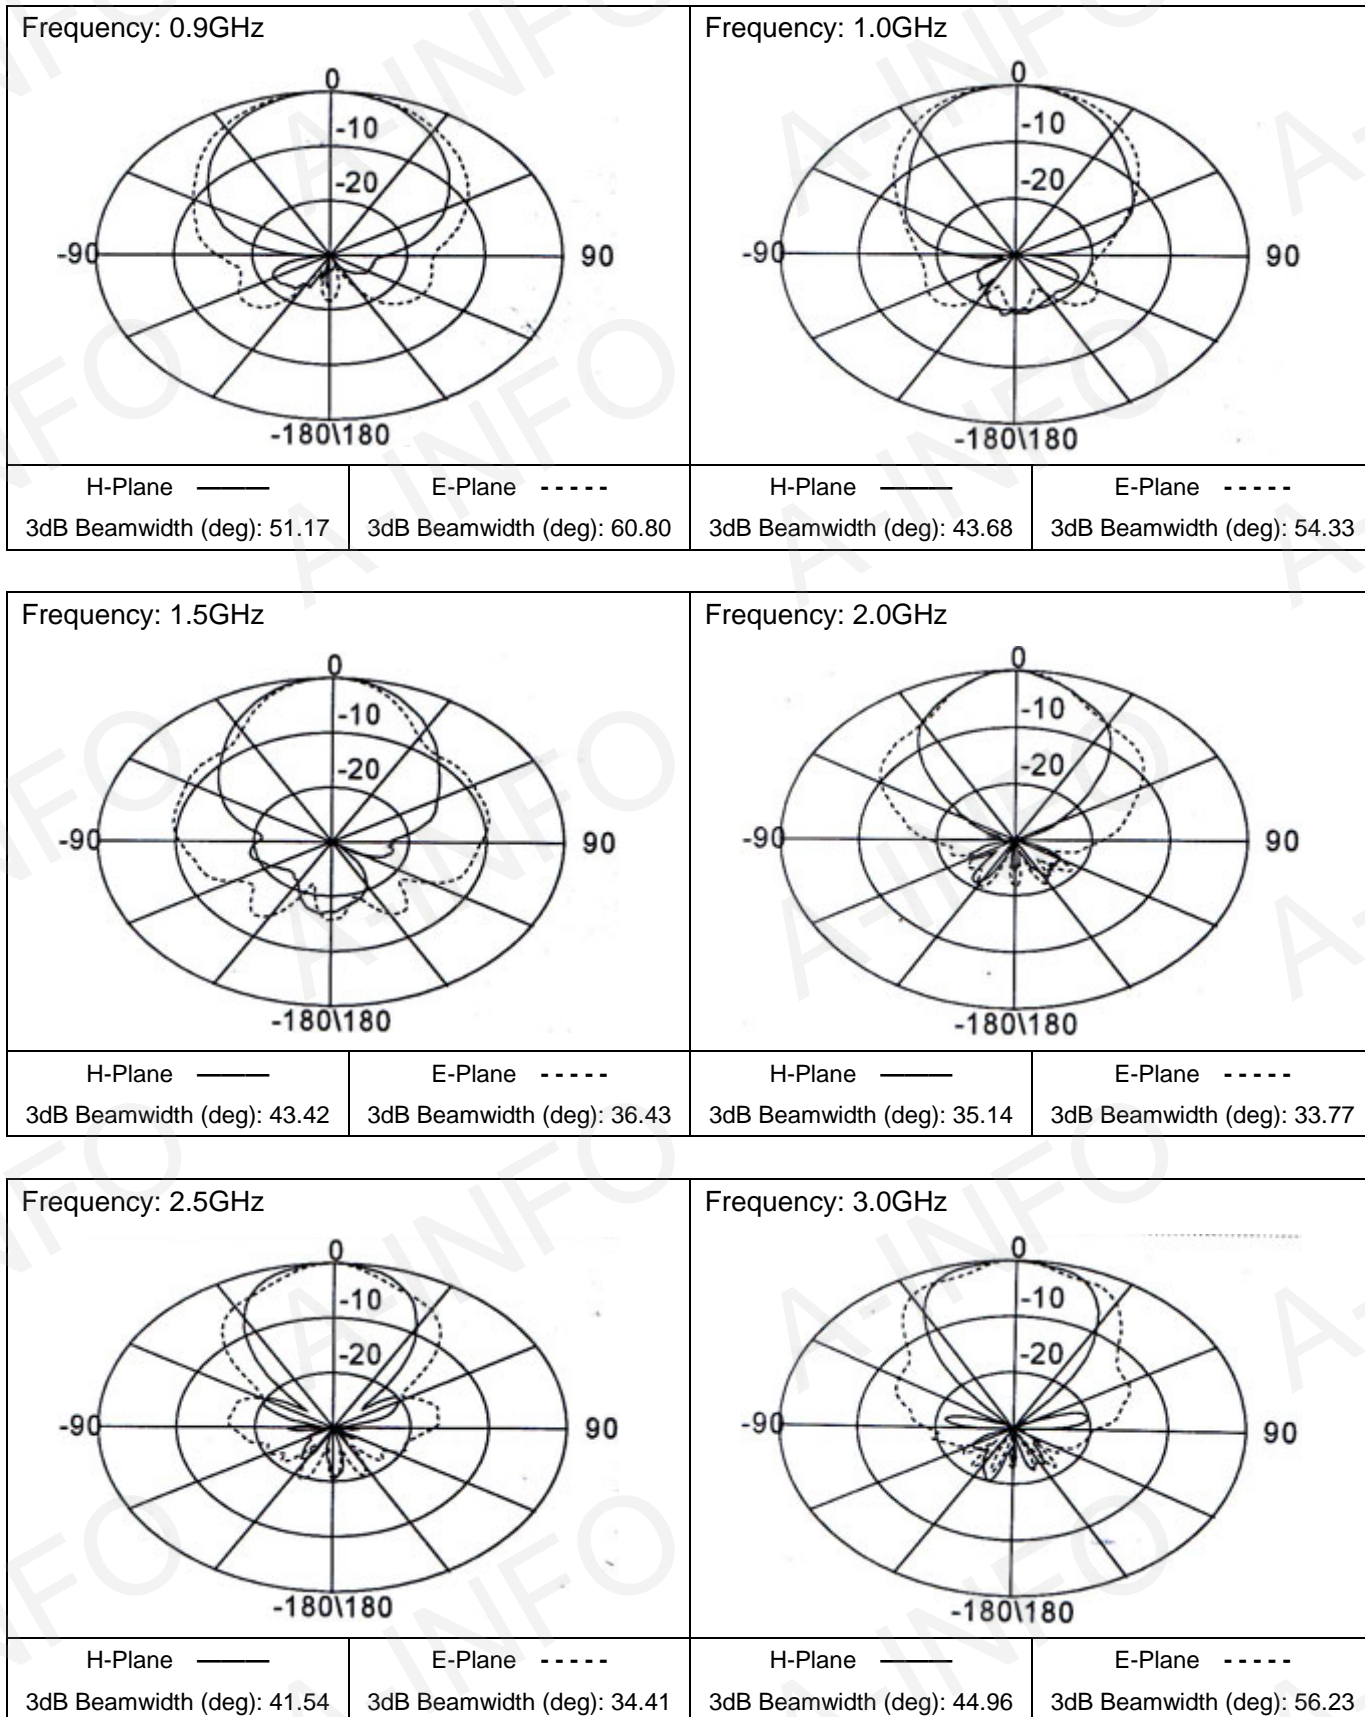 Frequency: 0.9GHz
0
-10
-20
-90
90
-180\180
H-Plane
3dB Beamwidth (deg): 51.17
E-Plane
3dB Beamwidth (deg): 60.80
Frequency: 1.0GHz
0
-10
-20
-90
90
-180\180
H-Plane
3dB Beamwidth (deg): 43.68
E-Plane
3dB Beamwidth (deg): 54.33
Frequency: 1.5GHz
0
-10
-20
-90
90
-180\180
H-Plane
3dB Beamwidth (deg): 43.42
E-Plane
3dB Beamwidth (deg): 36.43
Frequency: 2.0GHz
0
-10
-20
-90
90
-180\180
H-Plane
3dB Beamwidth (deg): 35.14
E-Plane
3dB Beamwidth (deg): 33.77
Frequency: 2.5GHz
0
-10
-20
-90
90
-180\180
H-Plane
3dB Beamwidth (deg): 41.54
E-Plane
3dB Beamwidth (deg): 34.41
Frequency: 3.0GHz
0
-10
-20
-90
90
-180\180
H-Plane
3dB Beamwidth (deg): 44.96
E-Plane
3dB Beamwidth (deg): 56.23
A-INFO